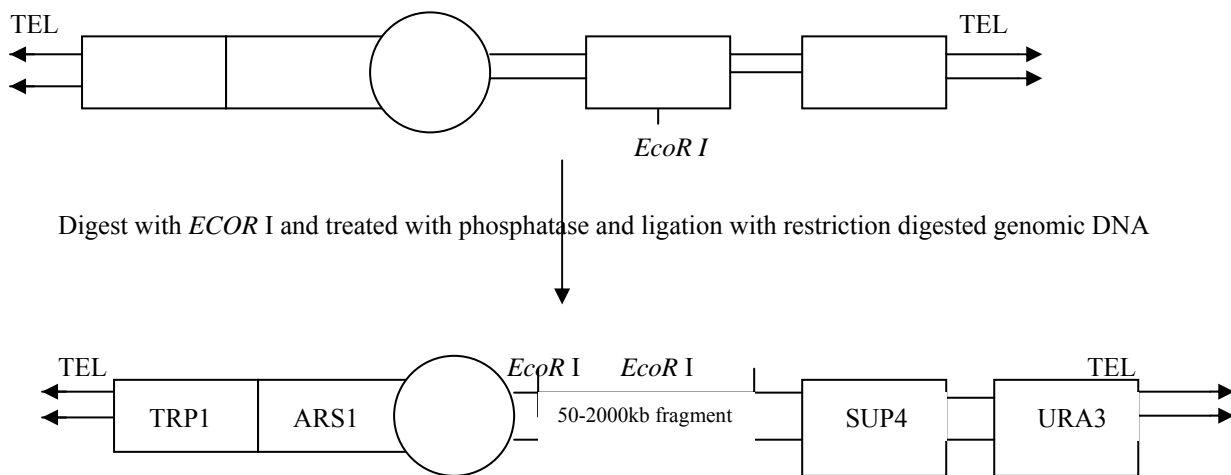 TEL TEL
EcoR I
Digest with ECOR I and treated with phosphatase and ligation with restriction digested genomic DNA
TEL EcoR I EcoR I TEL
TRP1 ARS1 50-2000kb fragment SUP4 URA3